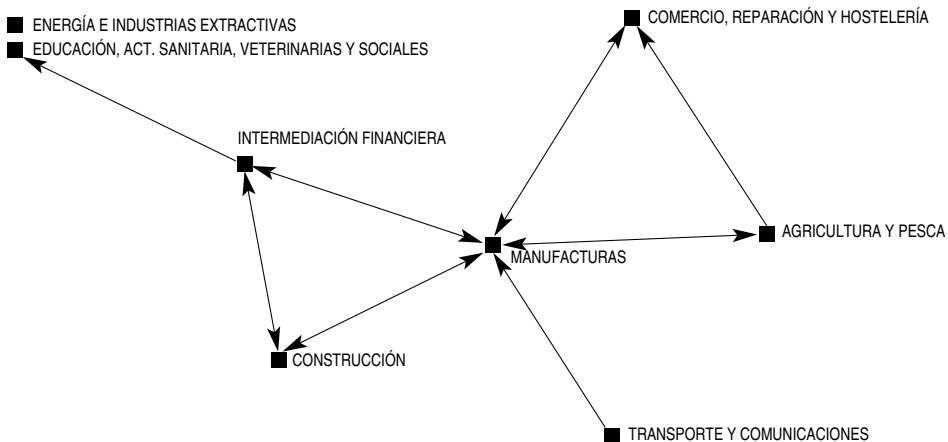 ENERGÍA E INDUSTRIAS EXTRACTIVAS
COMERCIO, REPARACIÓN Y HOSTELERÍA
EDUCACIÓN, ACT. SANITARIA, VETERINARIAS Y SOCIALES
INTERMEDIACIÓN FINANCIERA
AGRICULTURA Y PESCA
MANUFACTURAS
CONSTRUCCIÓN
TRANSPORTE Y COMUNICACIONES